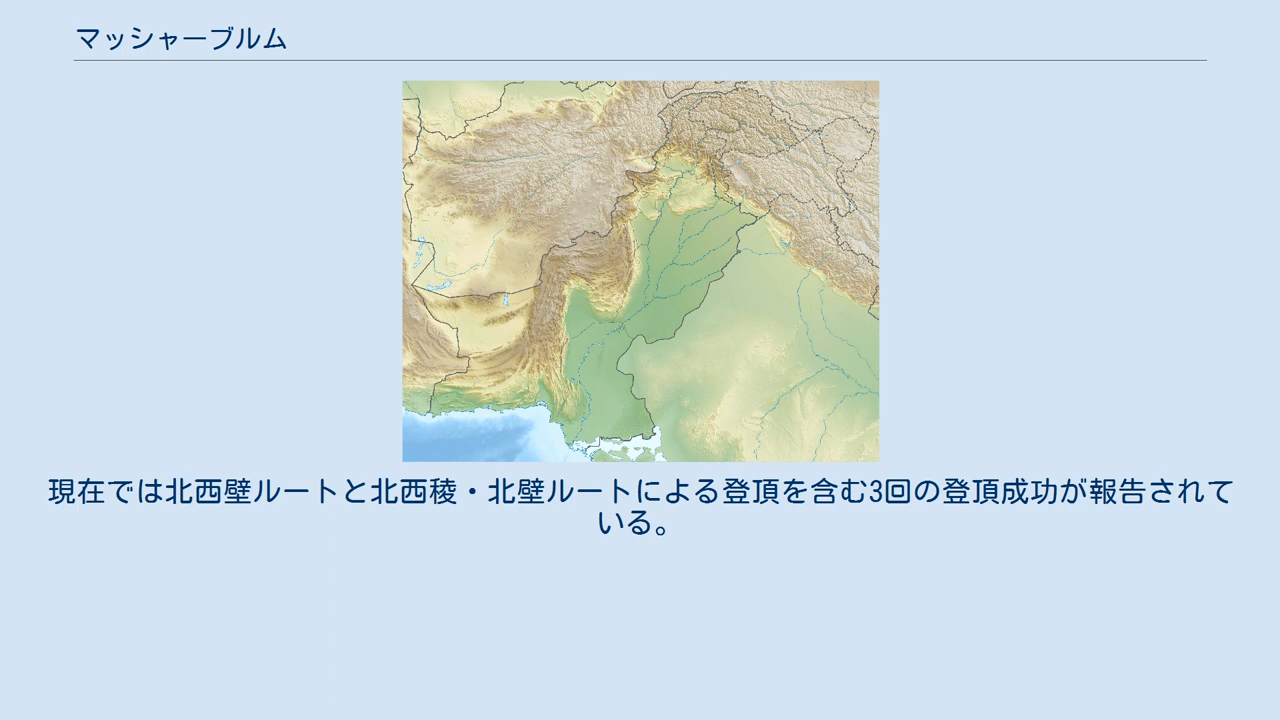 マッシャーブルム
現在では北西壁ルートと北西稜・北壁ルートによる登頂を含む3回の登頂成功が報告されて
いる。